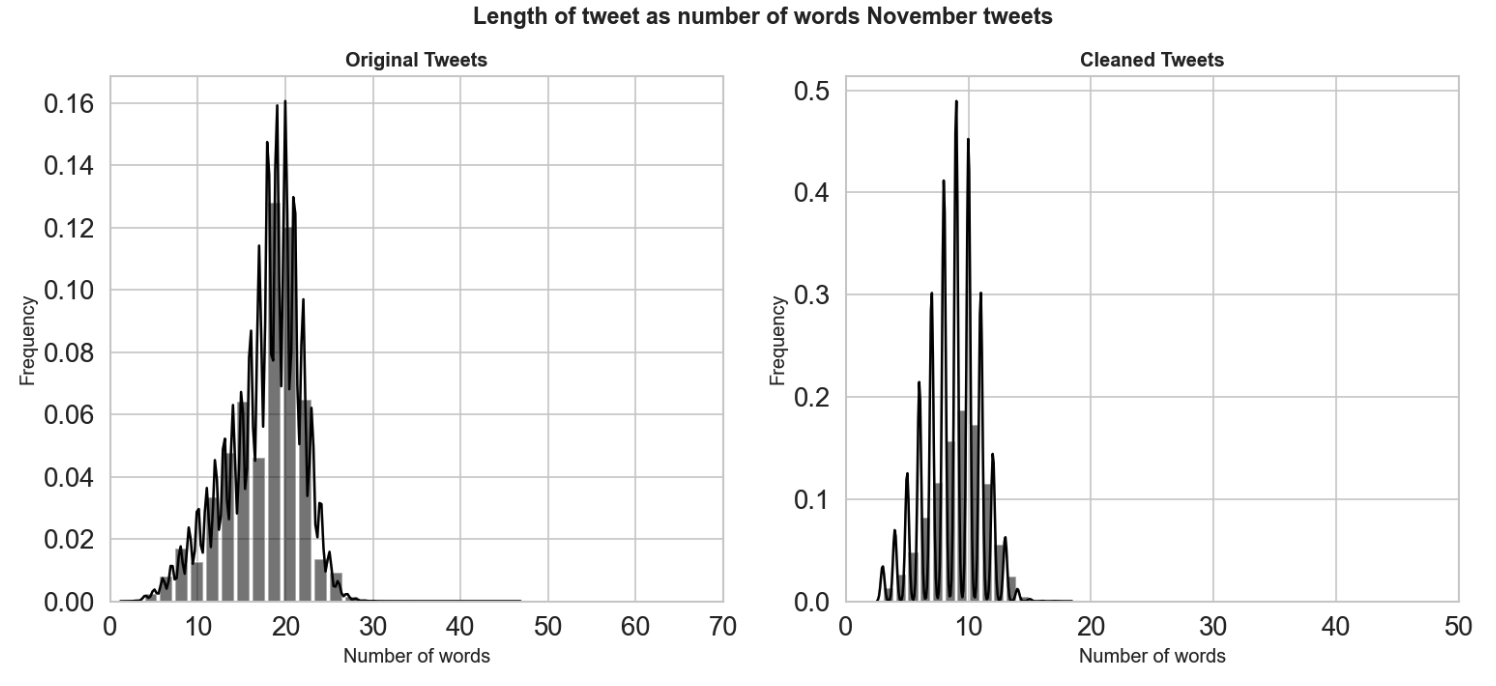 Length of tweet as number of words November tweets
Original Tweets
0.16
0.14
0.12
0.10
0.08
0.06
0.04
0.02
0.00
Frequency
0 10 20 30 40 50 60 70
Number of words
Cleaned Tweets
0.5
0.4
0.3
0.2
0.1
0.0
Frequency
0 10 20 30 40 50
Number of words